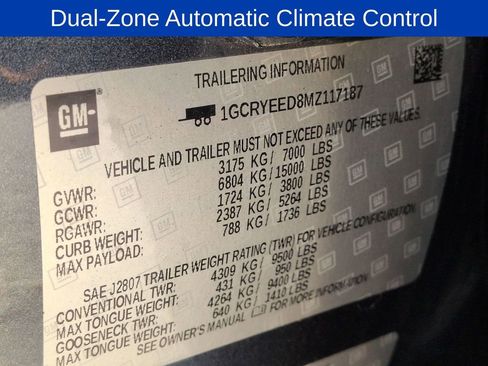 Dual-Zone Automatic Climate Control
TRAILERING INFORMATION
GM
1GCRYEED8MZ117187
VEHICLE AND TRAILER MUST NOT EXCEED ANY OF THESE VALUES.
GVWR: 3175 KG/ 7000 LBS
GCWR: 6804 KG/15000 LBS
RGAWR: 1724 KG/ 3800 LBS
CURB WEIGHT: 2387 KG/ 5264 LBS
MAX PAYLOAD: 788 KG/ 1736 LBS
SAE J2807 TRAILER WEIGHT RATING (TWR) FOR VEHICLE CONFIGURATION.
CONVENTIONAL TWR: 4309 KG/ 9500 LBS
MAX TONGUE WEIGHT: 431 KG/ 950 LBS
GOOSENECK TWR: 4264 KG/ 9400 LBS
MAX TONGUE WEIGHT: 640 KG/ 1410 LBS
SEE OWNER'S MANUAL FOR MORE INFORMATION